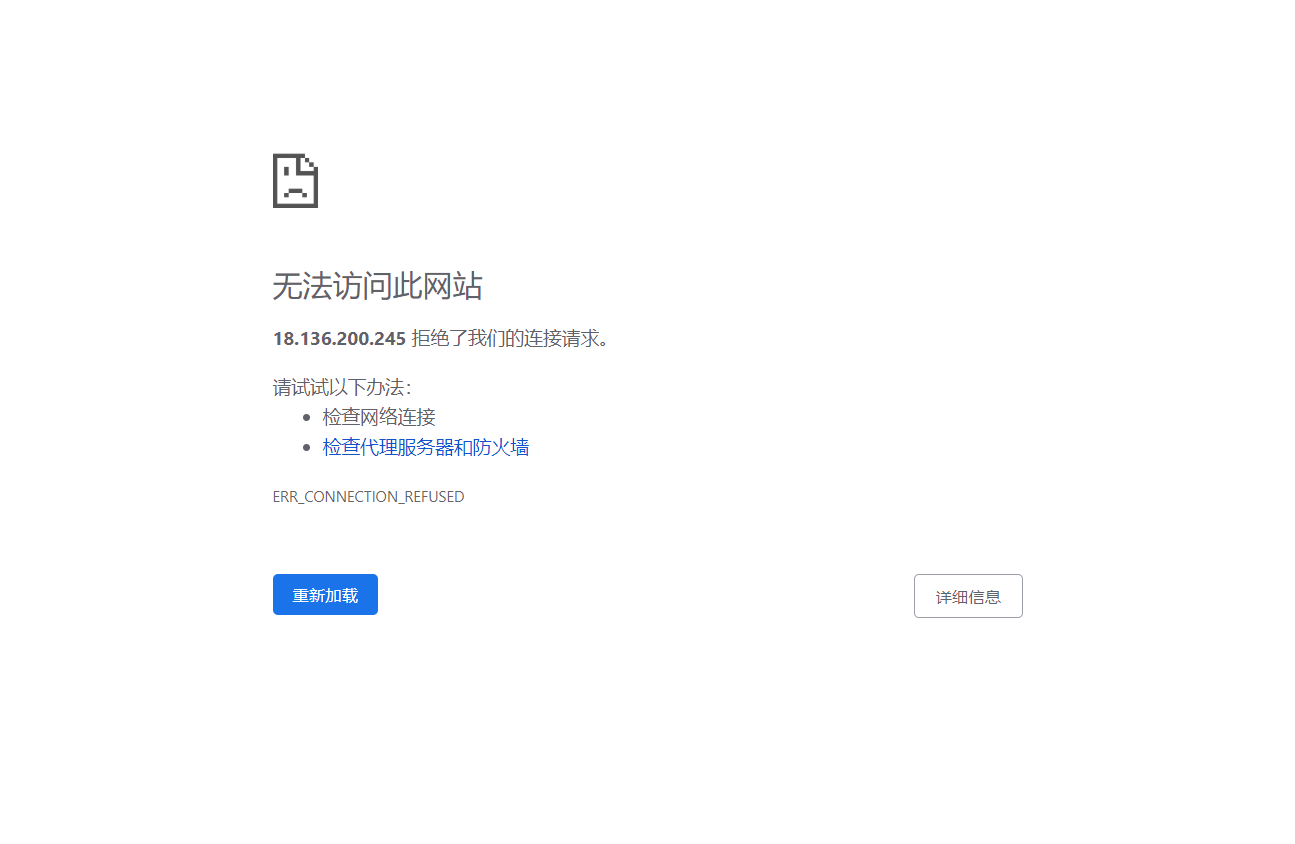 无法访问此网站
18.136.200.245 拒绝了我们的连接请求。
请试试以下办法：
检查网络连接
检查代理服务器和防火墙
ERR_CONNECTION_REFUSED
重新加载
详细信息